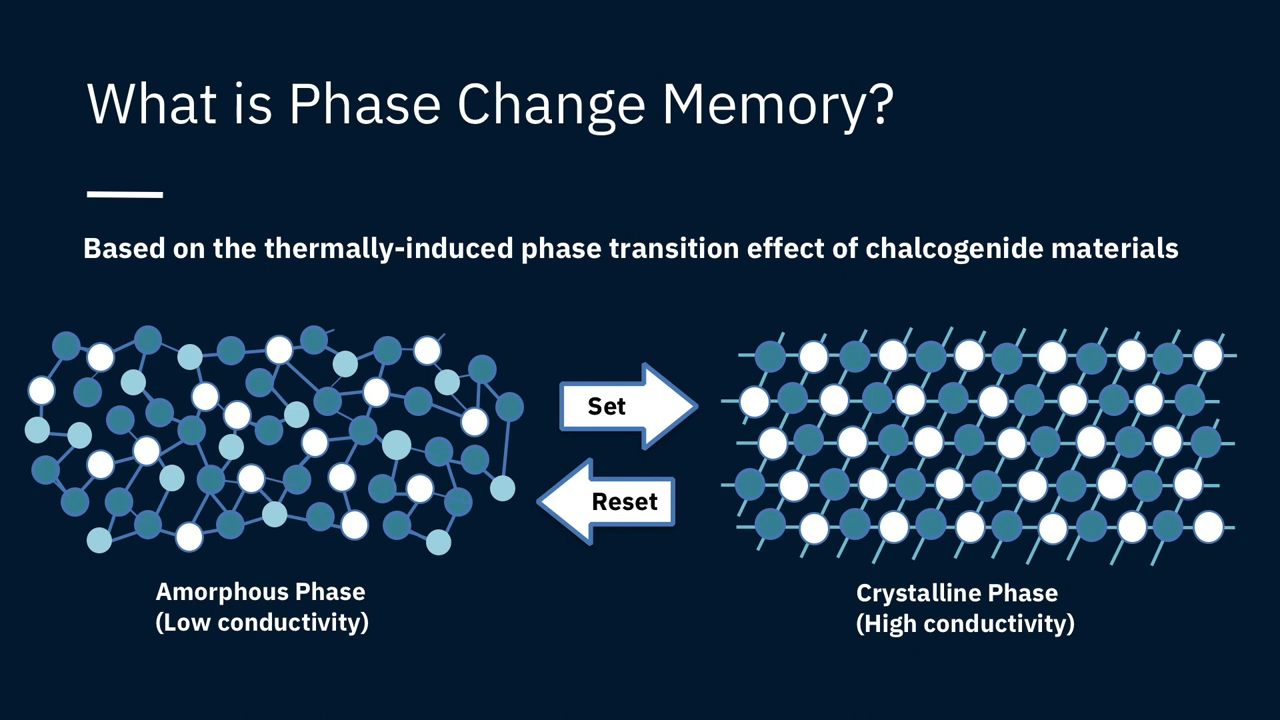 What is Phase Change Memory?
Based on the thermally-induced phase transition effect of chalcogenide materials
Set
Reset
Amorphous Phase
(Low conductivity)
Crystalline Phase
(High conductivity)